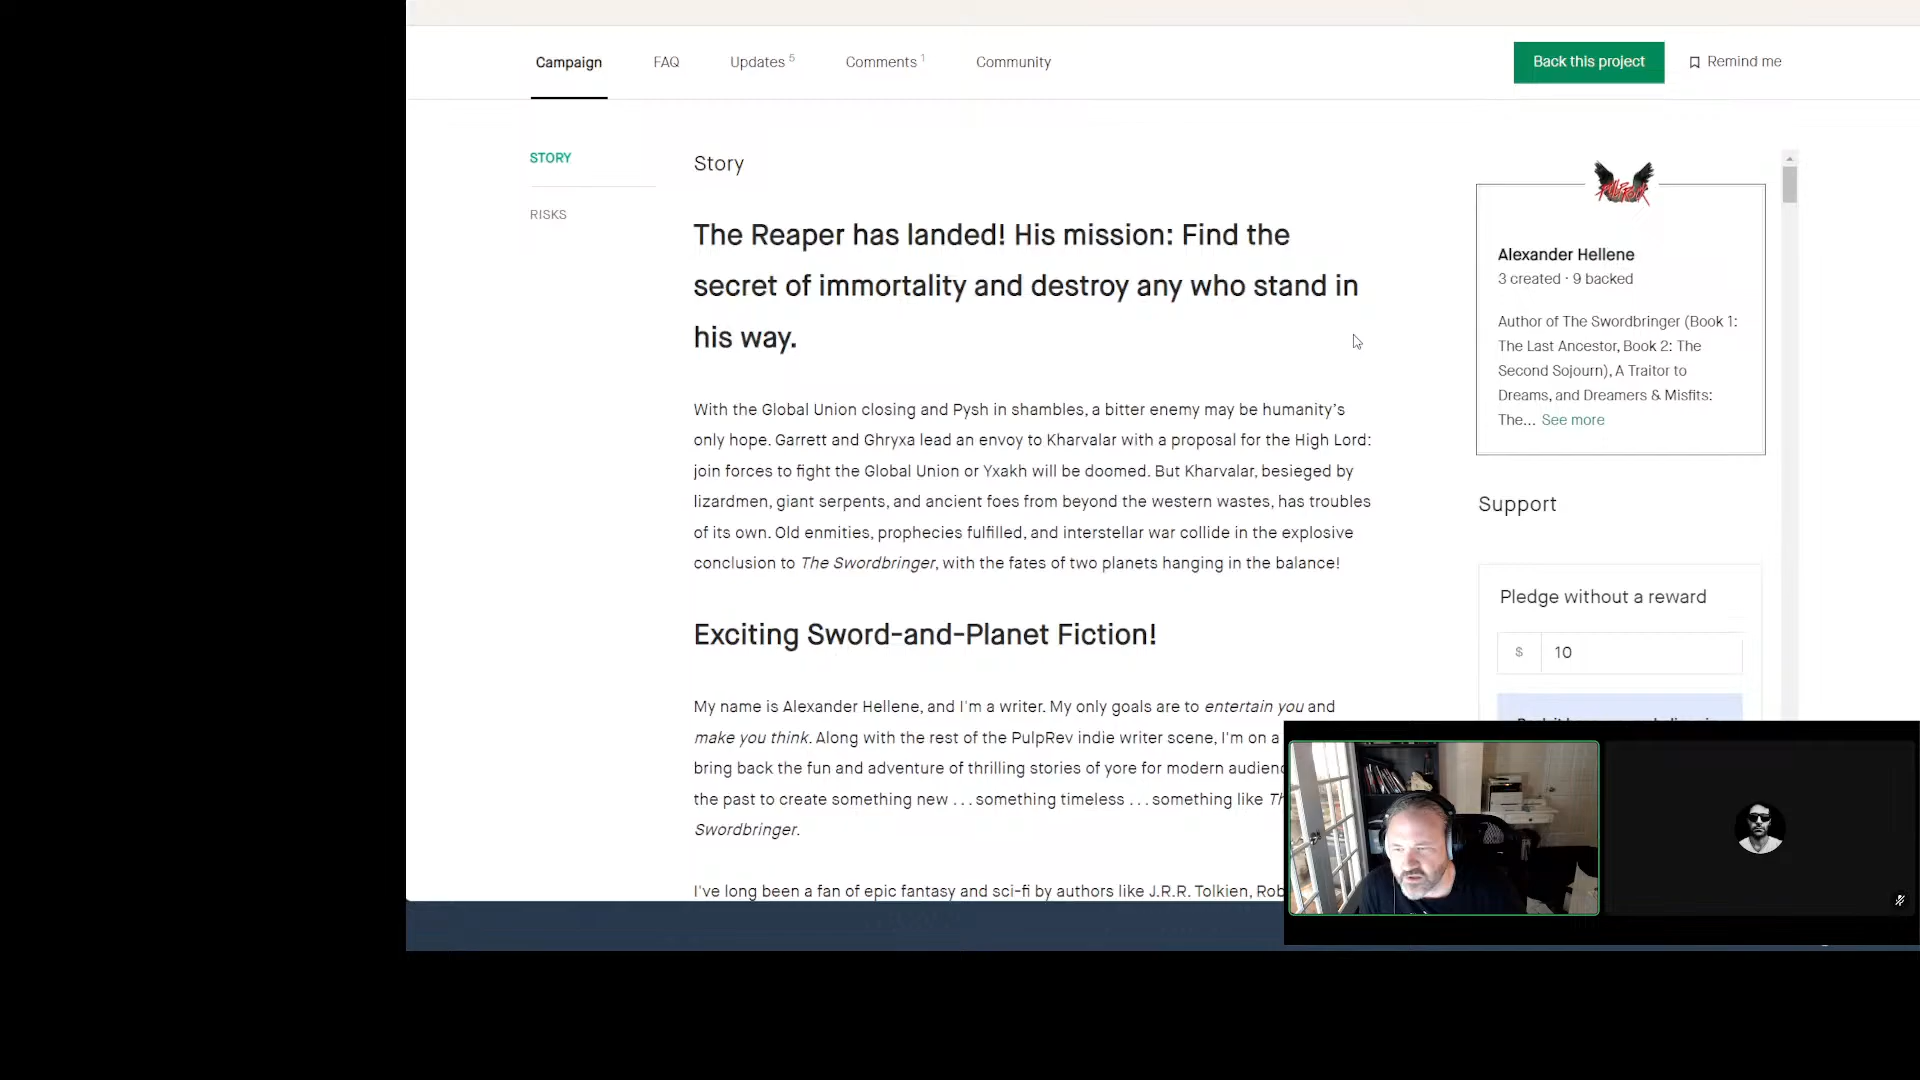 Campaign
FAQ
Updates 5
Comments 1
Community
Back this project
Remind me
STORY
RISKS
Story
The Reaper has landed! His mission: Find the
secret of immortality and destroy any who stand in
his way.
With the Global Union closing and Pysh in shambles, a bitter enemy may be humanity’s
only hope. Garrett and Ghryxa lead an envoy to Kharvalar with a proposal for the High Lord:
join forces to fight the Global Union or Yxakh will be doomed. But Kharvalar, besieged by
lizardmen, giant serpents, and ancient foes from beyond the western wastes, has troubles
of its own. Old enmities, prophecies fulfilled, and interstellar war collide in the explosive
conclusion to The Swordbringer, with the fates of two planets hanging in the balance!
Exciting Sword-and-Planet Fiction!
My name is Alexander Hellene, and I'm a writer. My only goals are to entertain you and
make you think. Along with the rest of the PulpRev indie writer scene, I'm on a
bring back the fun and adventure of thrilling stories of yore for modern
the past to create something new . . . something timeless . . . something like
Swordbringer.
I've long been a fan of epic fantasy and sci-fi by authors like J.R.R. Tolkien,
Alexander Hellene
3 created · 9 backed
Author of The Swordbringer (Book 1:
The Last Ancestor, Book 2: The
Second Sojourn), A Traitor to
Dreams, and Dreamers & Misfits:
The... See more
Support
Pledge without a reward
$ 10